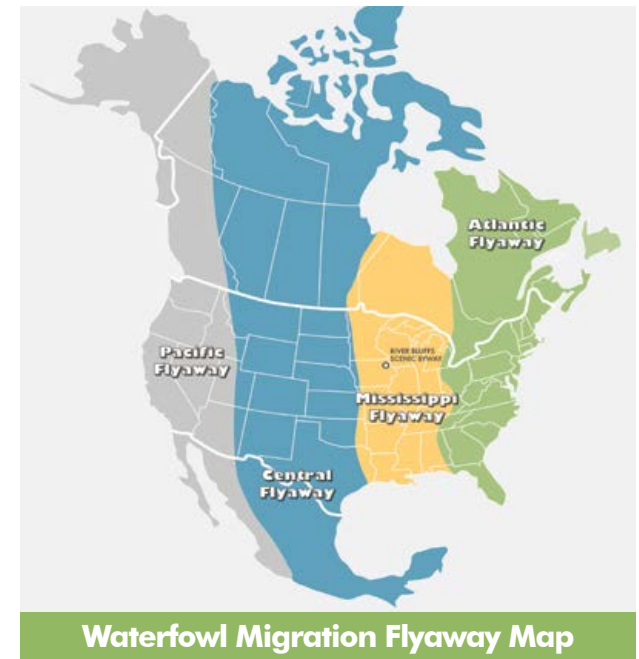 Atlantic
Flyaway
Pacific
Flyaway
RIVER BLUFFS
SCENIC BYWAY
Mississippi
Flyaway
Central
Flyaway
Waterfowl Migration Flyaway Map